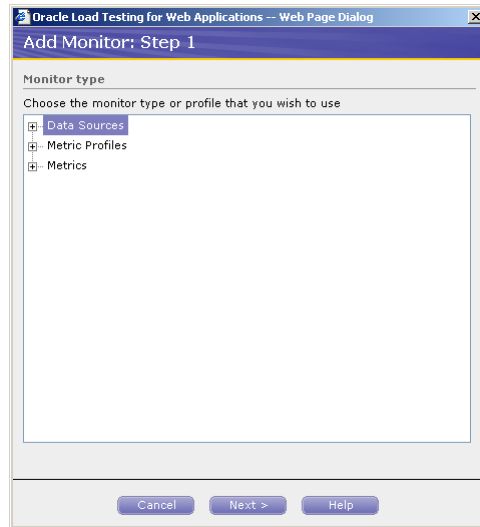 Oracle Load Testing for Web Applications -- Web Page Dialog
Add Monitor: Step 1
Monitor type
Choose the monitor type or profile that you wish to use
Data Sources
Metric Profiles
Metrics
Cancel Next > Help